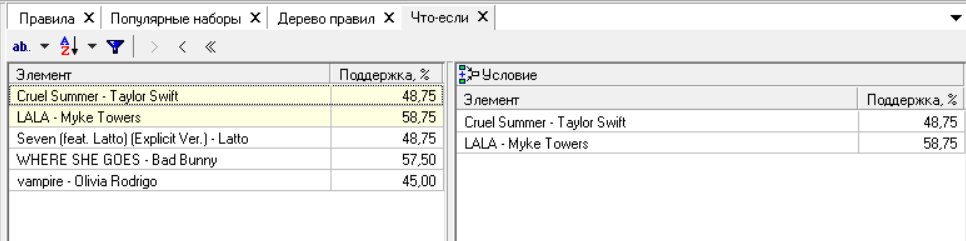 Правила X Популярные наборы X Дерево правил X Что-если X
ab..
A Z
Элемент Поддержка, %
Cruel Summer - Taylor Swift 48,75
LALA - Myke Towers 58,75
Seven (feat. Latto) (Explicit Ver.) - Latto 48,75
WHERE SHE GOES - Bad Bunny 57,50
vampire - Olivia Rodrigo 45,00
Условие
Элемент Поддержка, %
Cruel Summer - Taylor Swift 48,75
LALA - Myke Towers 58,75